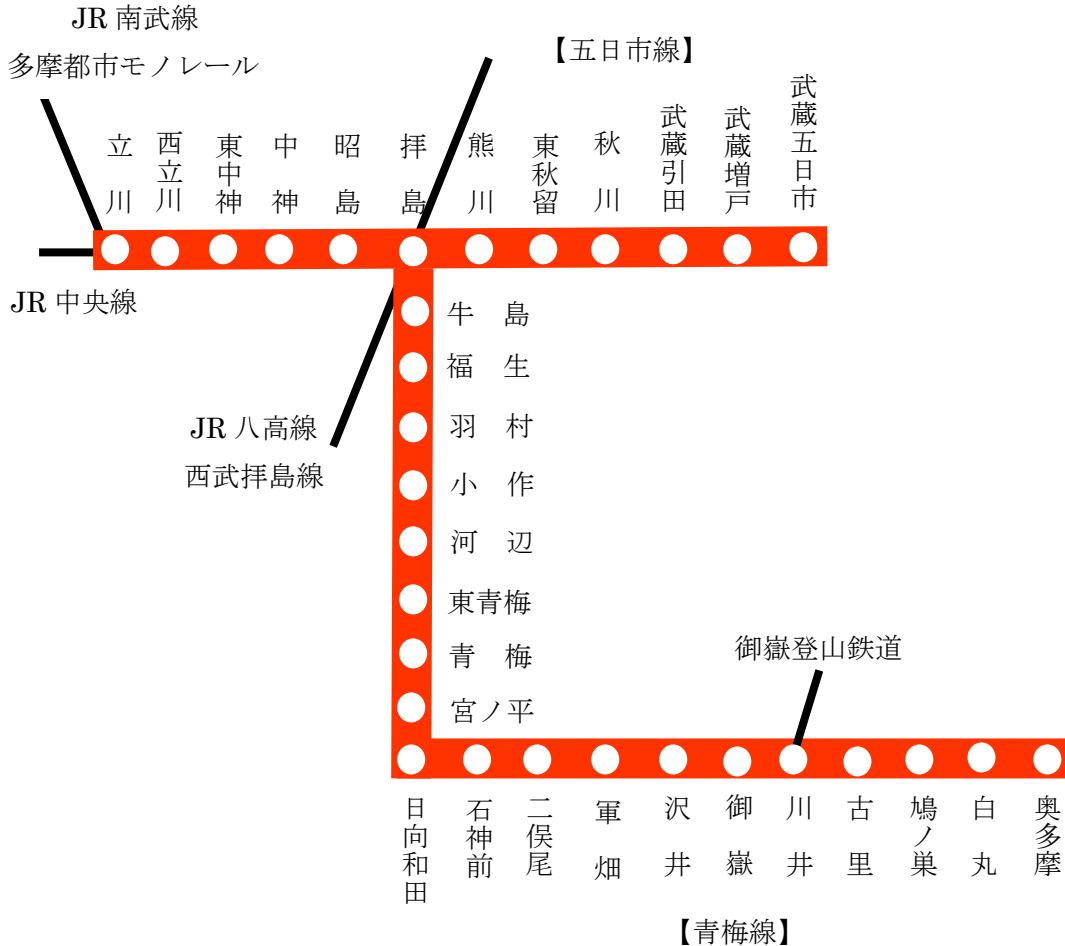 JR 南武線
多摩都市モノレール
【五日市線】
立川
西立川
東中神
中神
昭島
拝島
熊川
東秋留
秋川
武蔵引田
武蔵増戸
武蔵五日市
JR 中央線
牛島
福生
羽村
小作
河辺
東青梅
青梅
宮ノ平
JR 八高線
西武拝島線
御嶽登山鉄道
日向和田
石神前
二俣尾
軍畑
沢井
御嶽
川井
古里
鳩ノ巣
白丸
奥多摩
【青梅線】